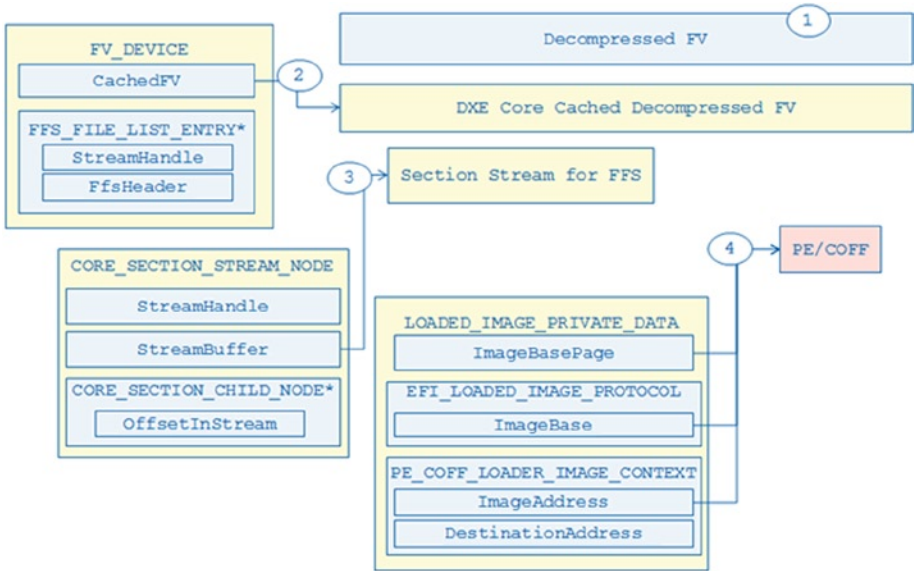 1
Decompressed FV
FV_DEVICE
CachedFV
2
DXE Core Cached Decompressed FV
FFS_FILE_LIST_ENTRY*
StreamHandle
FfsHeader
3
Section Stream for FFS
4
PE/COFF
CORE_SECTION_STREAM_NODE
StreamHandle
StreamBuffer
CORE_SECTION_CHILD_NODE*
OffsetInStream
LOADED_IMAGE_PRIVATE_DATA
ImageBasePage
EFI_LOADED_IMAGE_PROTOCOL
ImageBase
PE_COFF_LOADER_IMAGE_CONTEXT
ImageAddress
DestinationAddress